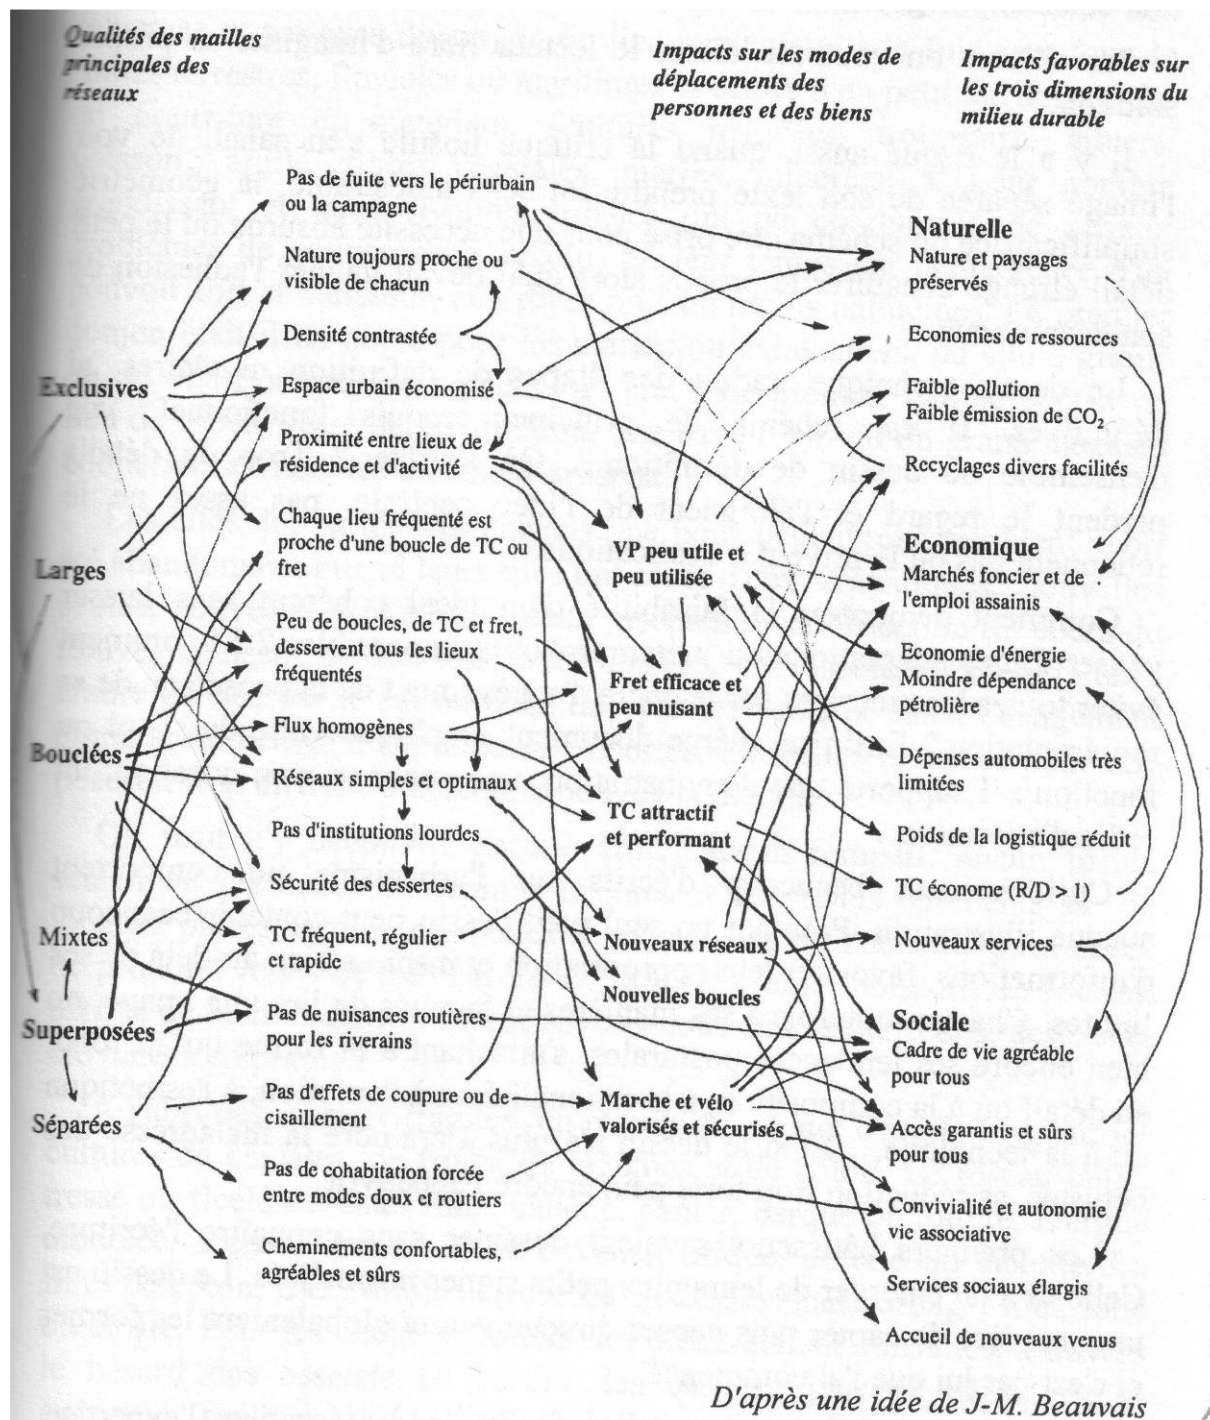 Qualités des mailles
principales des
réseaux
Impacts sur les modes de
déplacements des
personnes et des biens
Impacts favorables sur
les trois dimensions du
milieu durable
Exclusives
Larges
Bouclées
Mixtes
Superposées
Séparées
Pas de fuite vers le périurbain
ou la campagne
Nature toujours proche ou
visible de chacun
Densité contrastée
Espace urbain économisé
Proximité entre lieux de
résidence et d'activité
Chaque lieu fréquenté est
proche d'une boucle de TC ou
fret
Peu de boucles, de TC et fret,
desservent tous les lieux
fréquentés
Flux homogènes
Réseaux simples et optimaux
Pas d'institutions lourdes
Sécurité des dessertes
TC fréquent, régulier
et rapide
Pas de nuisances routières
pour les riverains
Pas d'effets de coupure ou de
cisaillement
Pas de cohabitation forcée
entre modes doux et routiers
Cheminements confortables,
agréables et sûrs
VP peu utile et
peu utilisée
Fret efficace et
peu nuisant
TC attractif
et performant
Nouveaux réseaux
Nouvelles boucles
Marche et vélo
valorisés et sécurisés
Naturelle
Nature et paysages
préservés
Economies de ressources
Faible pollution
Faible émission de CO₂
Recyclages divers facilités
Economique
Marchés foncier et de
l'emploi assainis
Economie d'énergie
Moindre dépendance
pétrolière
Dépenses automobiles très
limitées
Poids de la logistique réduit
TC économe (R/D > 1)
Nouveaux services
Sociale
Cadre de vie agréable
pour tous
Accès garantis et sûrs
pour tous
Convivialité et autonomie
vie associative
Services sociaux élargis
Accueil de nouveaux venus
D'après une idée de J-M. Beauvais